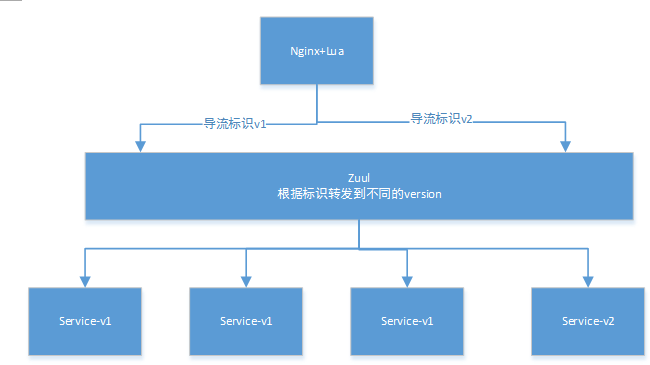 Nginx+Lua
导流标识v1
导流标识v2
Zuul
根据标识转发到不同的version
Service-v1
Service-v1
Service-v1
Service-v2